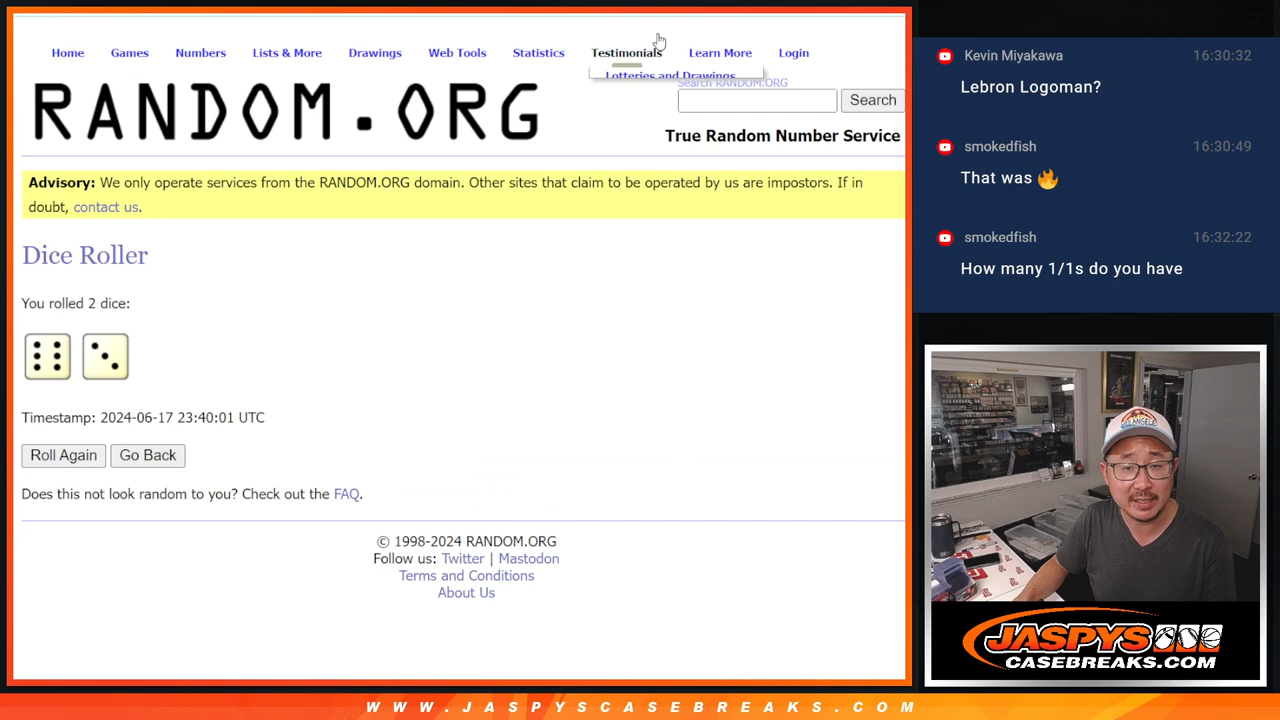 Home Games Numbers Lists & More Drawings Web Tools Statistics Testimonials Learn More Login
Lotteries and Drawings
Search RANDOM.ORG
RANDOM.ORG
Search
True Random Number Service
Advisory: We only operate services from the RANDOM.ORG domain. Other sites that claim to be operated by us are impostors. If in
doubt, contact us.
Dice Roller
You rolled 2 dice:
Timestamp: 2024-06-17 23:40:01 UTC
Roll Again Go Back
Does this not look random to you? Check out the FAQ.
© 1998-2024 RANDOM.ORG
Follow us: Twitter | Mastodon
Terms and Conditions
About Us
Kevin Miyakawa 16:30:32
Lebron Logoman?
smokedfish 16:30:49
That was 🔥
smokedfish 16:32:22
How many 1/1s do you have
JASPYS
CASEBREAKS.COM
WWW.JASPYSCASEBREAKS.COM